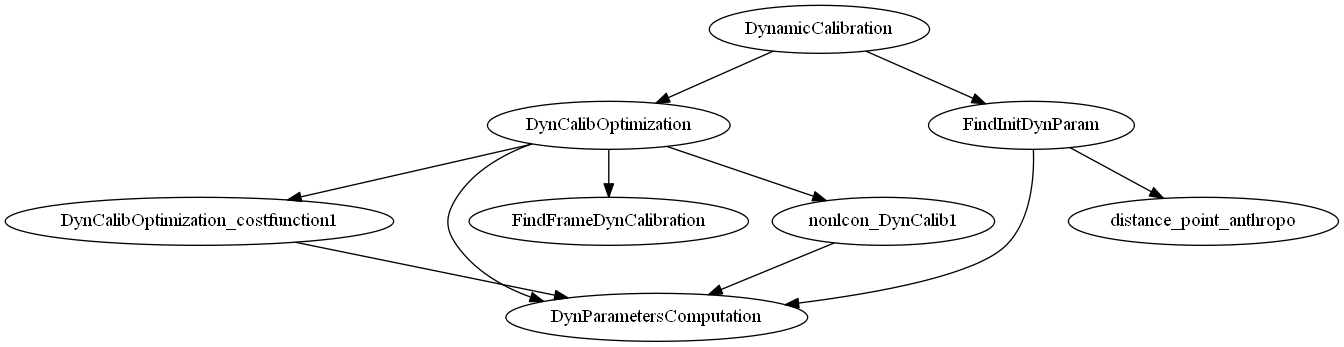 DynamicCalibration
DynCalibOptimization
FindInitDynParam
DynCalibOptimization_costfunction1
FindFrameDynCalibration
nonlcon_DynCalib1
distance_point_anthropo
DynParametersComputation